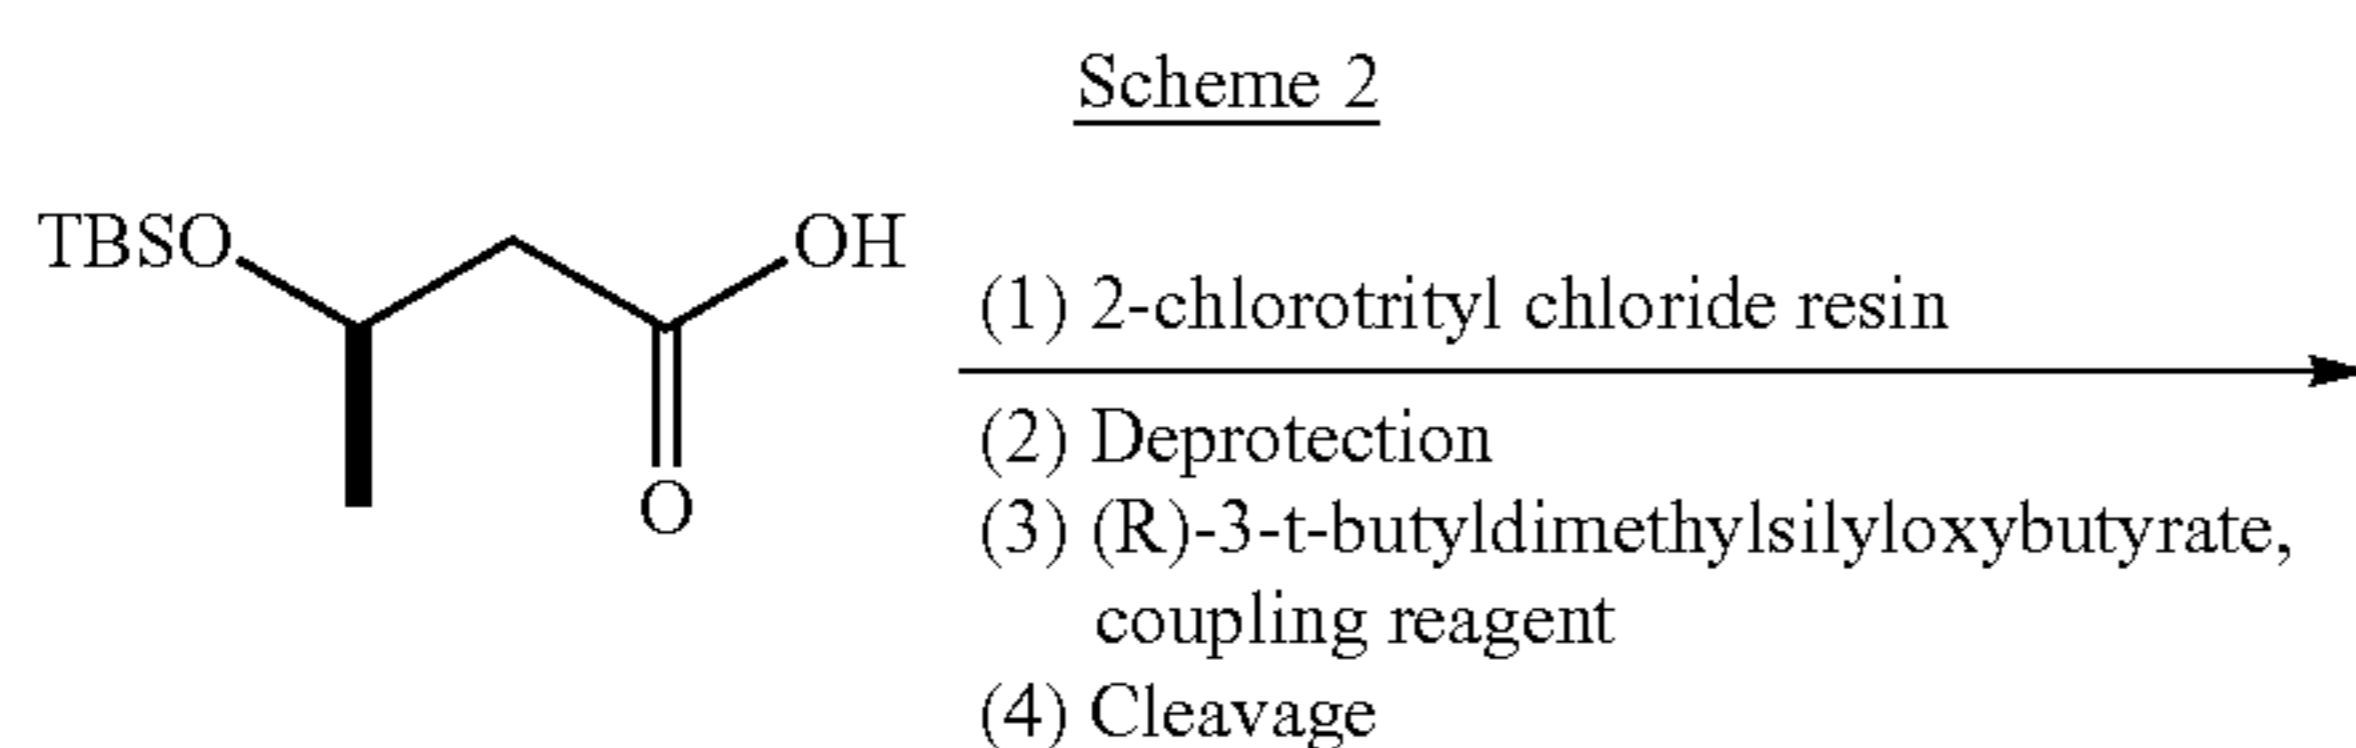 Scheme 2
TBSO
OH
O
(1) 2-chlorotrityl chloride resin
(2) Deprotection
(3) (R)-3-t-butyldimethylsilyloxybutyrate,
coupling reagent
(4) Cleavage